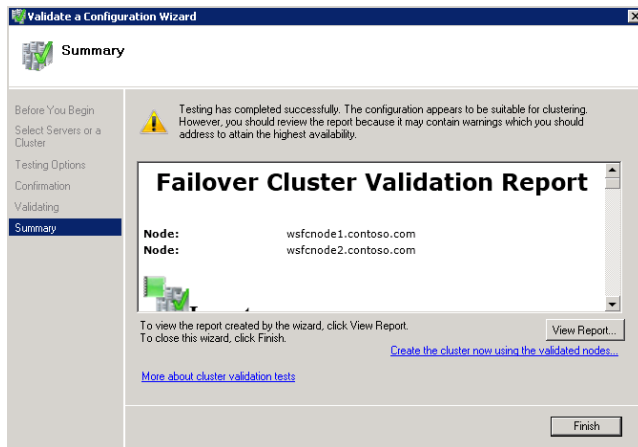 Validate a Configuration Wizard
Summary
Before You Begin
Select Servers or a
Cluster
Testing Options
Confirmation
Validating
Summary
Testing has completed successfully. The configuration appears to be suitable for clustering.
However, you should review the report because it may contain warnings which you should
address to attain the highest availability.
Failover Cluster Validation Report
Node: wsfcnode1.contoso.com
Node: wsfcnode2.contoso.com
To view the report created by the wizard, click View Report.
To close this wizard, click Finish.
View Report...
Create the cluster now using the validated nodes...
More about cluster validation tests
Finish